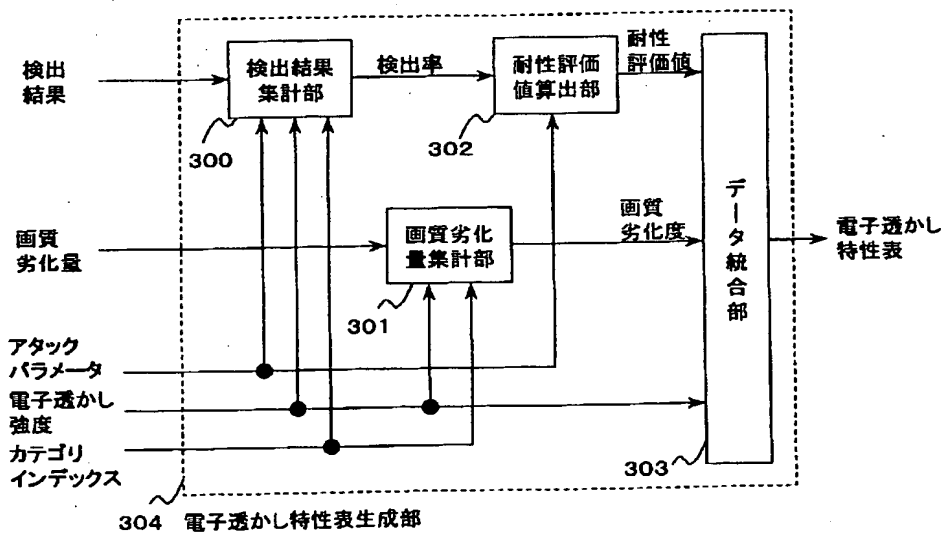 検出
結果
検出結果
集計部
300
検出率
耐性評価
値算出部
302
耐性
評価値
画質
劣化量
画質劣化
量集計部
301
画質
劣化度
データ統合部
303
電子透かし
特性表
アタック
パラメータ
電子透かし
強度
カテゴリ
インデックス
304 電子透かし特性表生成部